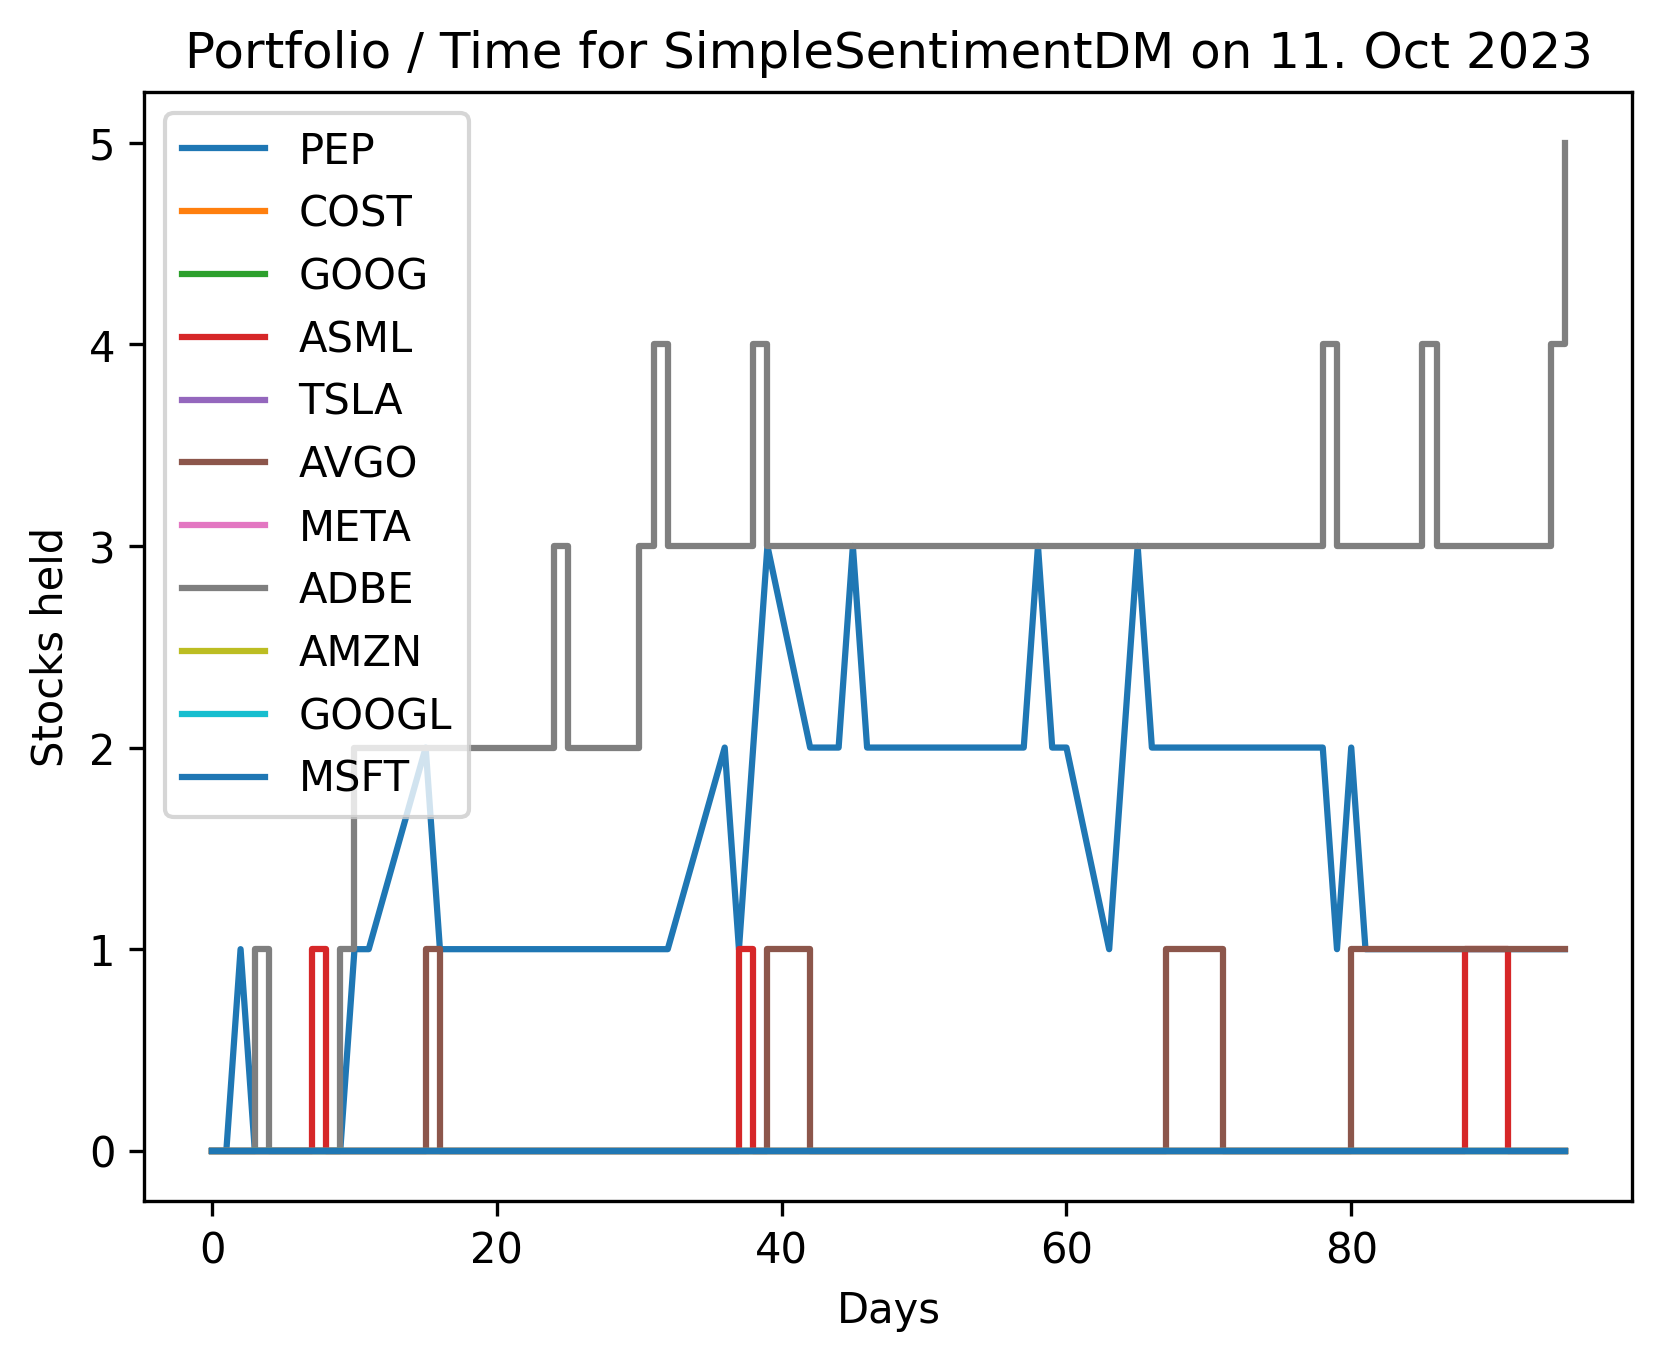 Portfolio / Time for SimpleSentimentDM on 11. Oct 2023
5
4
3
2
1
0
Stocks held
PEP
COST
GOOG
ASML
TSLA
AVGO
META
ADBE
AMZN
GOOGL
MSFT
0 20 40 60 80
Days